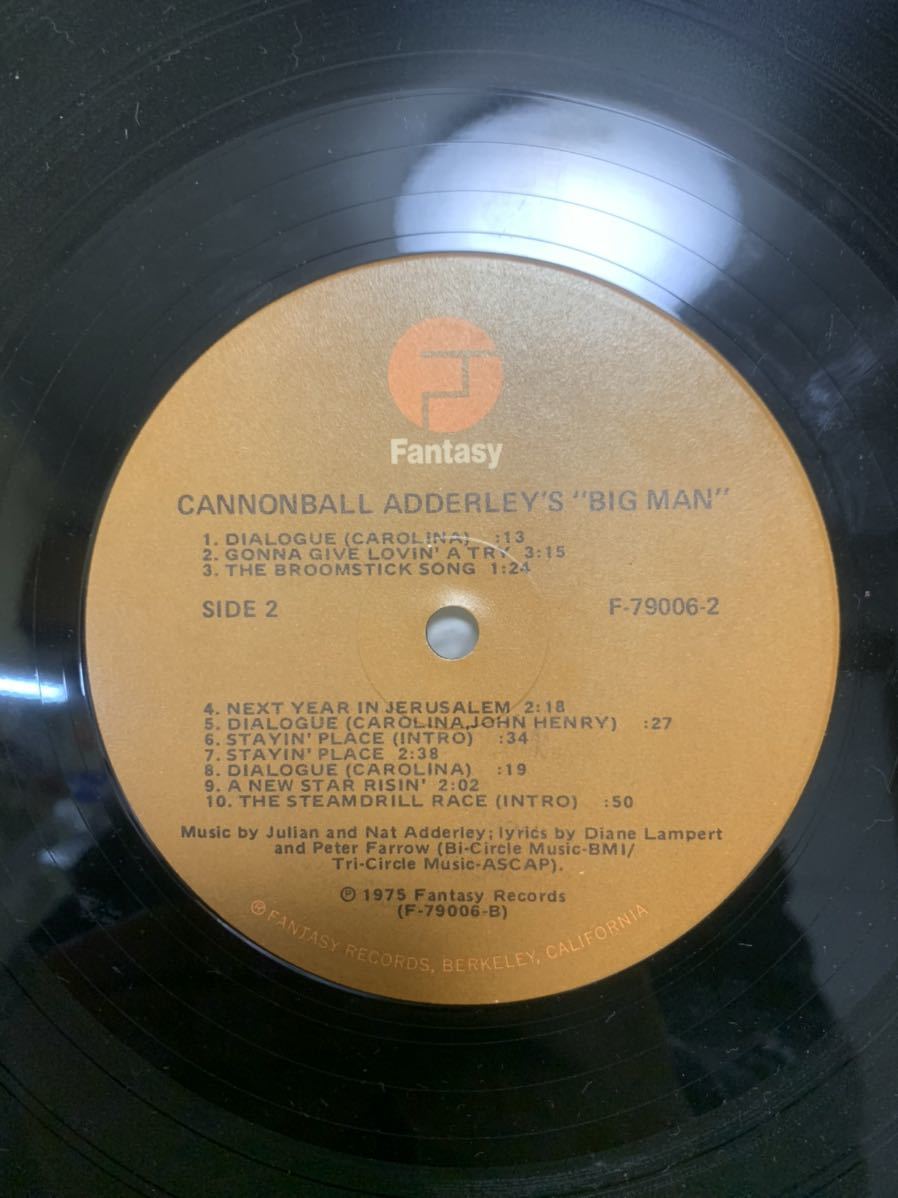 Fantasy
CANNONBALL ADDERLEY'S "BIG MAN"
1. DIALOGUE (CAROLINA) :13
2. GONNA GIVE LOVIN' A TRY 3:15
3. THE BROOMSTICK SONG 1:24
SIDE 2 F-79006-2
4. NEXT YEAR IN JERUSALEM 2:18
5. DIALOGUE (CAROLINA,JOHN HENRY) :27
6. STAYIN' PLACE (INTRO) :34
7. STAYIN' PLACE 2:38
8. DIALOGUE (CAROLINA) :19
9. A NEW STAR RISIN' 2:02
10. THE STEAMDRILL RACE (INTRO) :50
Music by Julian and Nat Adderley; lyrics by Diane Lampert
and Peter Farrow (Bi-Circle Music-BMI/
Tri-Circle Music-ASCAP).
℗ 1975 Fantasy Records
(F-79006-B)
® FANTASY RECORDS, BERKELEY, CALIFORNIA